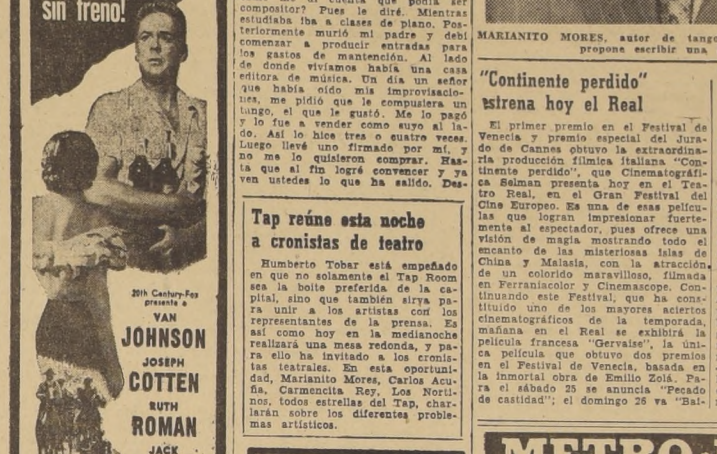 sin freno!
20th Century-Fox
presenta a
VAN
JOHNSON
JOSEPH
COTTEN
RUTH
ROMAN
JACK
compositor? Pues le diré. Mientras
estudiaba iba a clases de piano. Pos-
teriormente murió mi padre y debí
comenzar a producir entradas para
los gastos de mantención. Al lado
de donde vivíamos había una casa
editora de música. Un día un señor
que había oído mis improvisacio-
nes, me pidió que le compusiera un
tango, el que le gustó. Me lo pagó
y lo fue a vender como suyo al la-
do. Así lo hice tres o cuatro veces.
Luego llevé uno firmado por mí, y
no me lo quisieron comprar. Has-
ta que al fin logré convencer y ya
ven ustedes lo que ha salido. Des-
Tap reúne esta noche
a cronistas de teatro
Humberto Tobar está empeñado
en que no solamente el Tap Room
sea la boite preferida de la ca-
pital, sino que también sirva pa-
ra unir a los artistas con los
representantes de la prensa. Es
así como hoy en la medianoche
realizará una mesa redonda, y pa-
ra ello ha invitado a los cronis-
tas teatrales. En esta oportuni-
dad, Marianito Mores, Carlos Acu-
ña, Carmencita Rey, Los Norti-
nos, todos estrellas del Tap, char-
larán sobre los diferentes proble-
mas artísticos.
MARIANITO MORES, autor de tango
propone escribir una
"Continente perdido"
estrena hoy el Real
El primer premio en el Festival de
Venecia y premio especial del Jura-
do de Cannes obtuvo la extraordina-
ria producción fílmica italiana "Con-
tinente perdido", que Cinematográfi-
ca Selman presenta hoy en el Tea-
tro Real, en el Gran Festival del
Cine Europeo. Es una de esas pelícu-
las que logran impresionar fuerte-
mente al espectador, pues ofrece una
visión de magia mostrando todo el
encanto de las misteriosas islas de
China y Malasia, con la atracción
de un colorido maravilloso, filmada
en Ferraniacolor y Cinemascope. Con-
tinuando este Festival, que ha cons-
tituido uno de los mayores aciertos
cinematográficos de la temporada,
mañana en el Real se exhibirá la
película francesa "Gervaise", la úni-
ca película que obtuvo dos premios
en el Festival de Venecia, basada en
la inmortal obra de Emilio Zolá. Pa-
ra el sábado 25 se anuncia "Pecado
de castidad"; el domingo 26 va "Bai-
METRO